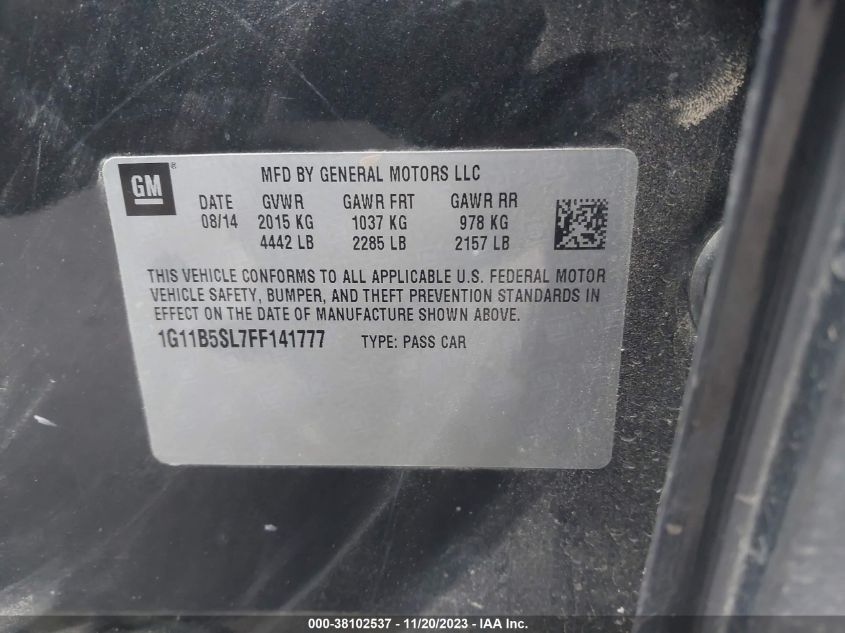 GM ®
MFD BY GENERAL MOTORS LLC
DATE GVWR GAWR FRT GAWR RR
08/14 2015 KG 1037 KG 978 KG
4442 LB 2285 LB 2157 LB
THIS VEHICLE CONFORMS TO ALL APPLICABLE U.S. FEDERAL MOTOR
VEHICLE SAFETY, BUMPER, AND THEFT PREVENTION STANDARDS IN
EFFECT ON THE DATE OF MANUFACTURE SHOWN ABOVE.
1G11B5SL7FF141777 TYPE: PASS CAR
000-38102537 - 11/20/2023 - IAA Inc.